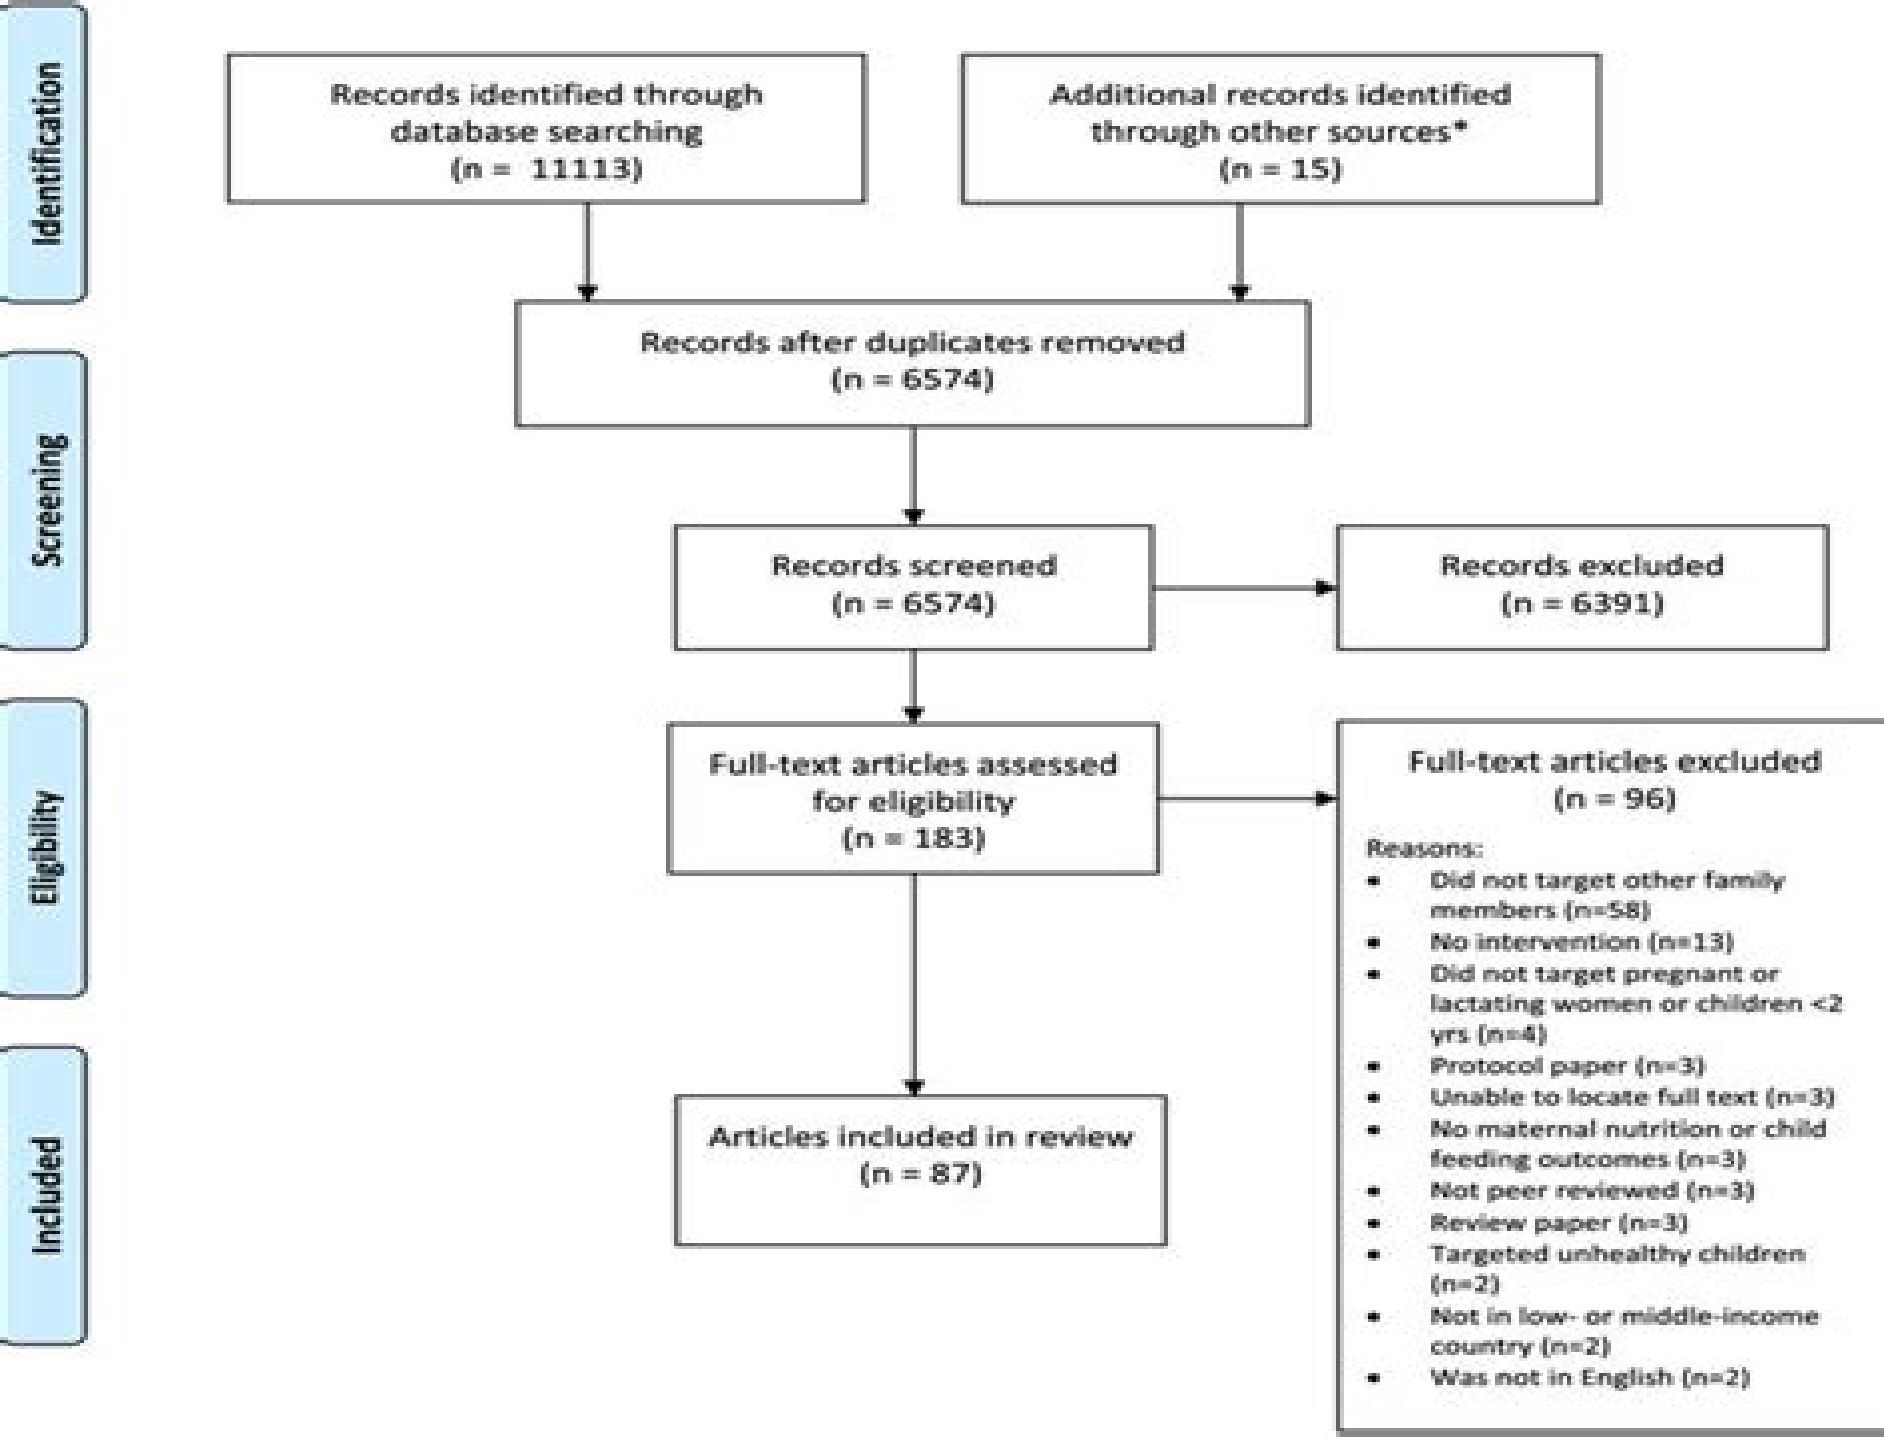 Identification
Records identified through
database searching
(n = 11113)
Additional records identified
through other sources*
(n = 15)
Records after duplicates removed
(n = 6574)
Screening
Records screened
(n = 6574)
Records excluded
(n = 6391)
Eligibility
Full-text articles assessed
for eligibility
(n = 183)
Full-text articles excluded
(n = 96)
Reasons:
• Did not target other family
members (n=58)
• No intervention (n=13)
• Did not target pregnant or
lactating women or children <2
yrs (n=4)
• Protocol paper (n=3)
• Unable to locate full text (n=3)
• No maternal nutrition or child
feeding outcomes (n=3)
• Not peer reviewed (n=3)
• Review paper (n=3)
• Targeted unhealthy children
(n=2)
• Not in low- or middle-income
country (n=2)
• Was not in English (n=2)
Included
Articles included in review
(n = 87)